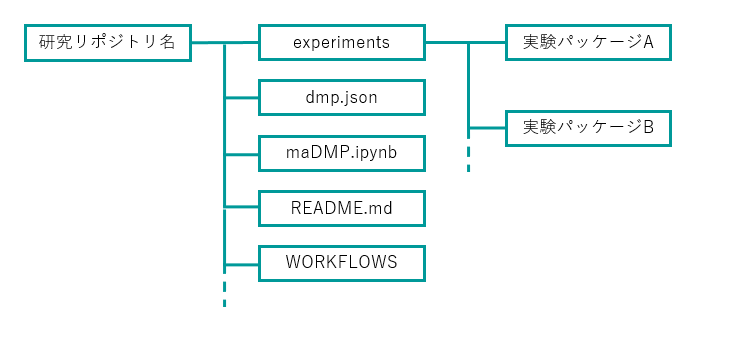 研究リポジトリ名
experiments
実験パッケージA
dmp.json
実験パッケージB
maDMP.ipynb
README.md
WORKFLOWS